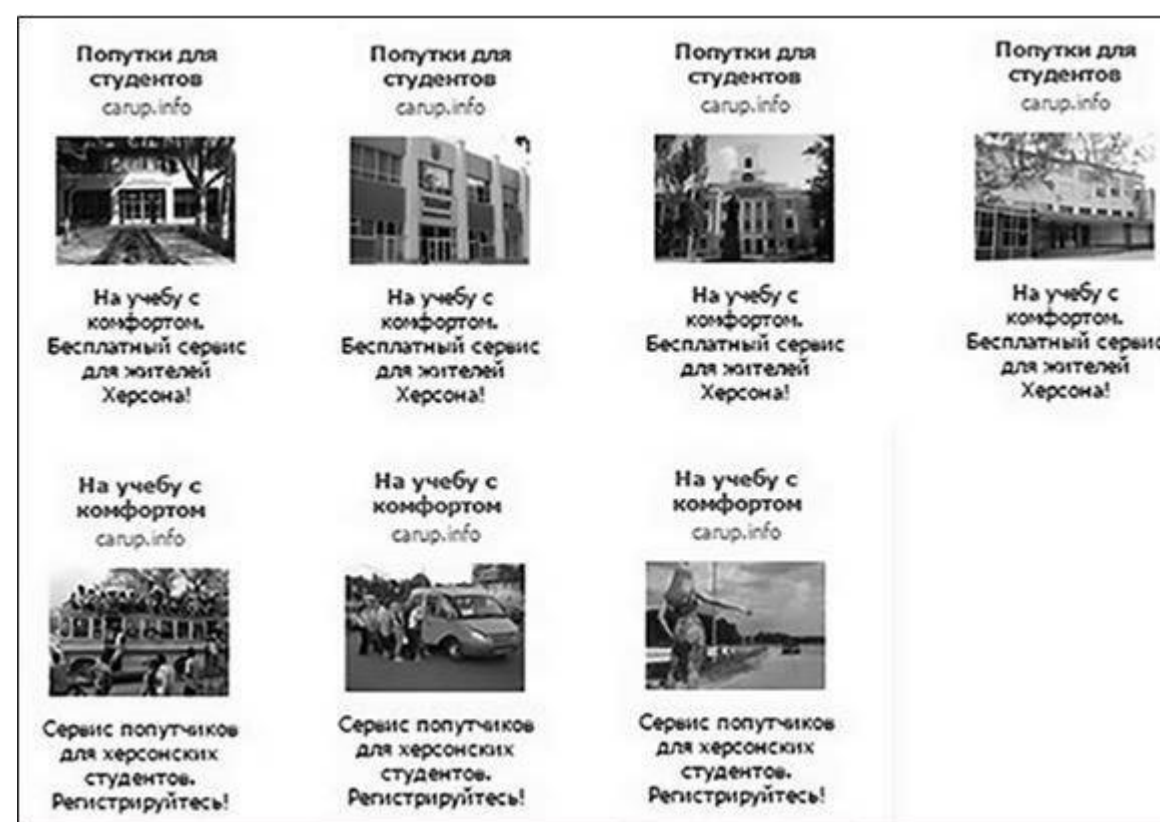 Попутки для
студентов
carup.info
На учебу с
комфортом.
Бесплатный сервис
для жителей
Херсона!
Попутки для
студентов
carup.info
На учебу с
комфортом.
Бесплатный сервис
для жителей
Херсона!
Попутки для
студентов
carup.info
На учебу с
комфортом.
Бесплатный сервис
для жителей
Херсона!
Попутки для
студентов
carup.info
На учебу с
комфортом.
Бесплатный сервис
для жителей
Херсона!
На учебу с
комфортом
carup.info
Сервис попутчиков
для херсонских
студентов.
Регистрируйтесь!
На учебу с
комфортом
carup.info
Сервис попутчиков
для херсонских
студентов.
Регистрируйтесь!
На учебу с
комфортом
carup.info
Сервис попутчиков
для херсонских
студентов.
Регистрируйтесь!